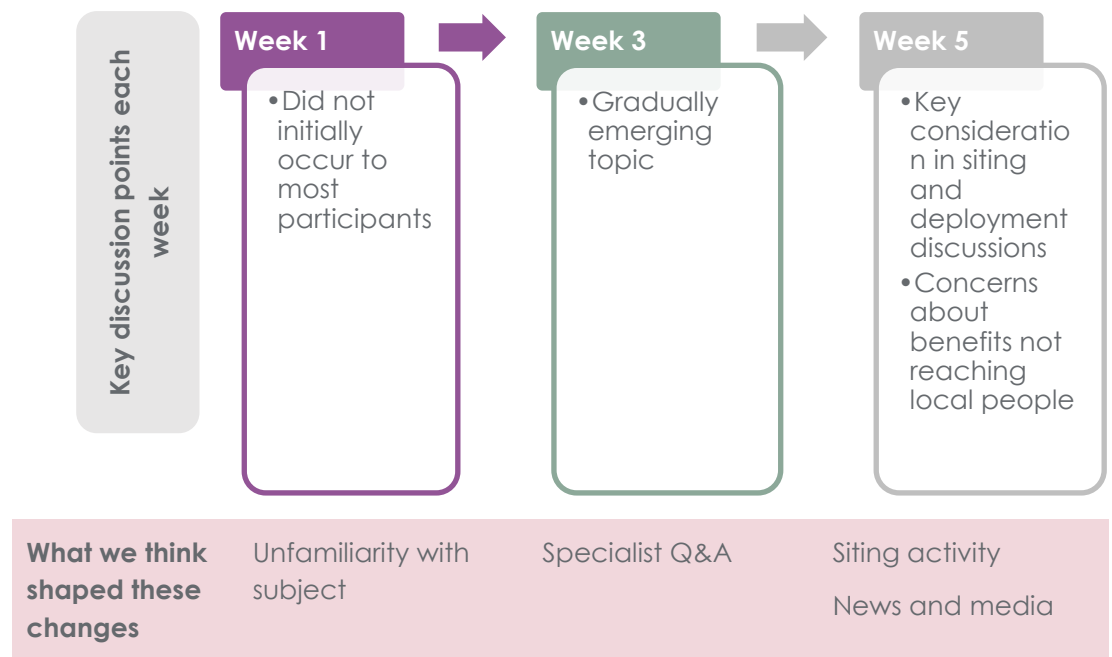 Key discussion points each
week
Week 1
•Did not
initially
occur to
most
participants
Week 3
•Gradually
emerging
topic
Week 5
•Key
consideratio
n in siting
and
deployment
discussions
•Concerns
about
benefits not
reaching
local people
What we think
shaped these
changes
Unfamiliarity with
subject
Specialist Q&A
Siting activity
News and media